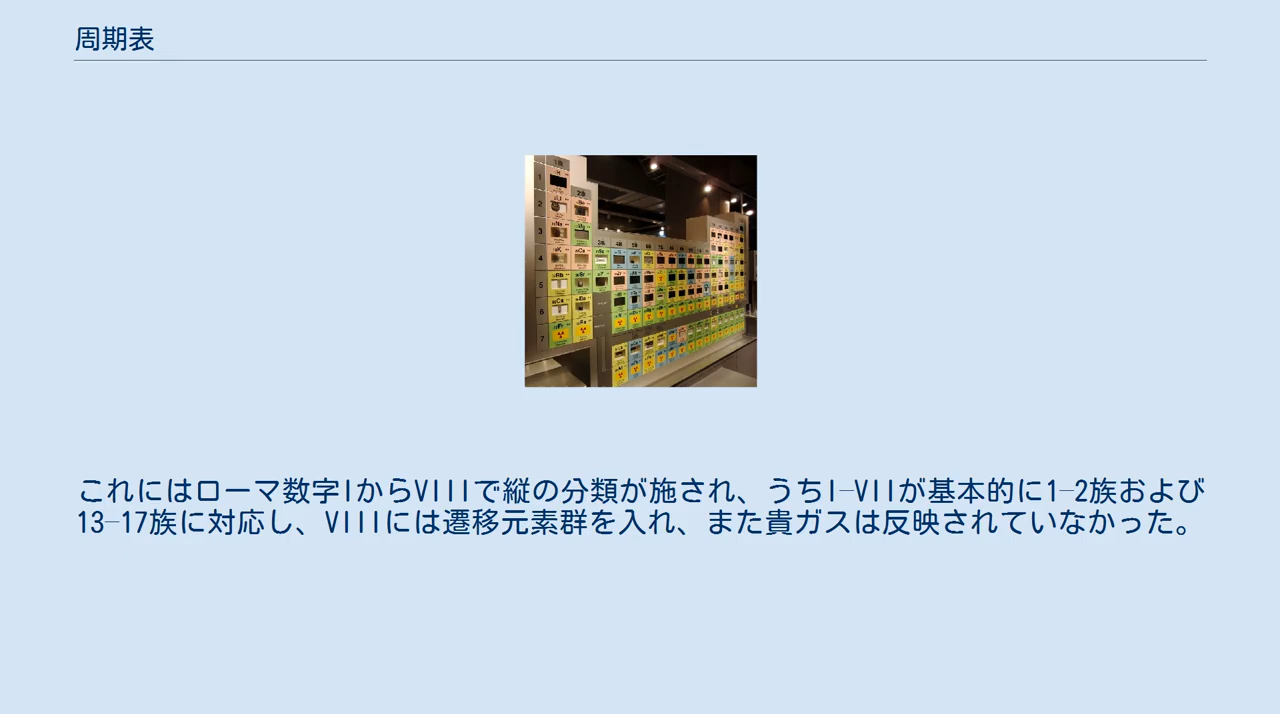 周期表
これにはローマ数字IからVIIIで縦の分類が施され、うちI-VIIが基本的に1-2族および
13-17族に対応し、VIIIには遷移元素群を入れ、また貴ガスは反映されていなかった。